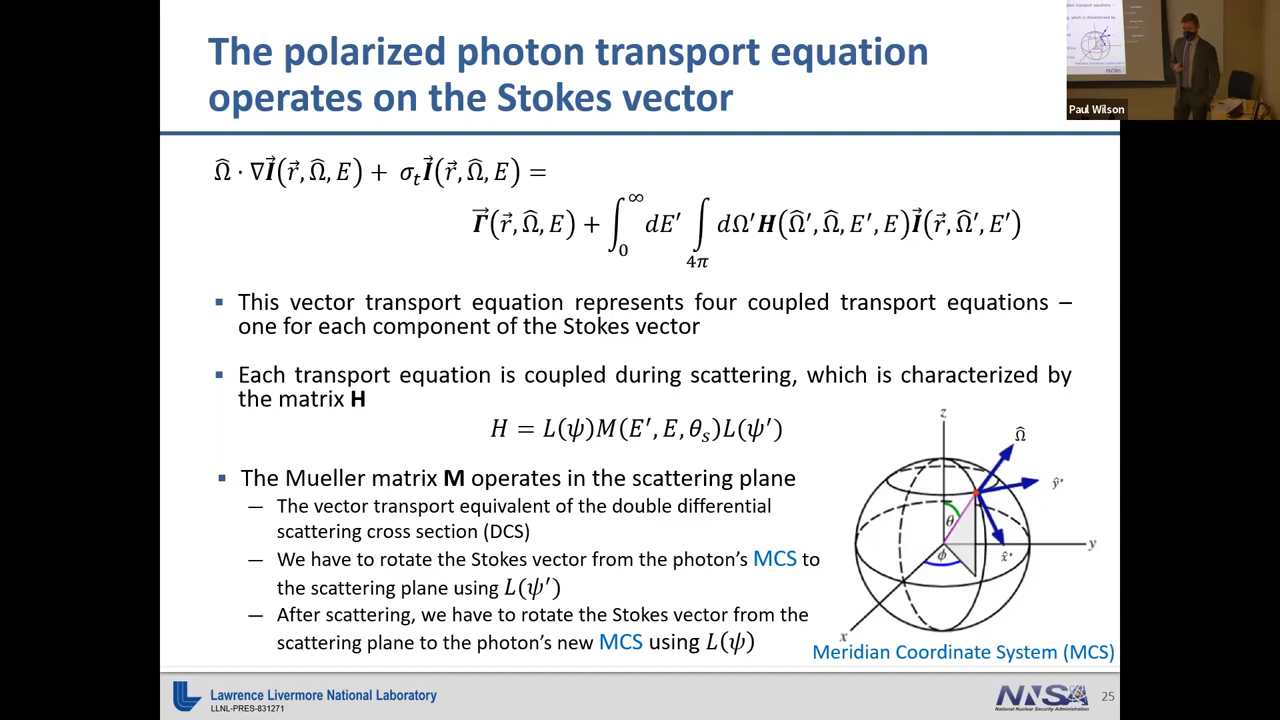 The polarized photon transport equation
operates on the Stokes vector
Paul Wilson
Ω̂ · ∇I⃗(r⃗, Ω̂, E) + σₜI⃗(r⃗, Ω̂, E) =
Γ⃗(r⃗, Ω̂, E) + ∫₀^∞ dE′ ∫₄π dΩ′H(Ω̂′, Ω̂, E′, E)I⃗(r⃗, Ω̂′, E′)
▪ This vector transport equation represents four coupled transport equations –
one for each component of the Stokes vector
▪ Each transport equation is coupled during scattering, which is characterized by
the matrix H
H = L(ψ)M(E′, E, θₛ)L(ψ′)
▪ The Mueller matrix M operates in the scattering plane
— The vector transport equivalent of the double differential
scattering cross section (DCS)
— We have to rotate the Stokes vector from the photon's MCS to
the scattering plane using L(ψ′)
— After scattering, we have to rotate the Stokes vector from the
scattering plane to the photon's new MCS using L(ψ)
z
Ω̂
ŷ*
θ
y
ϕ
x̂*
x
Meridian Coordinate System (MCS)
Lawrence Livermore National Laboratory
LLNL-PRES-831271
NNSA
National Nuclear Security Administration
25